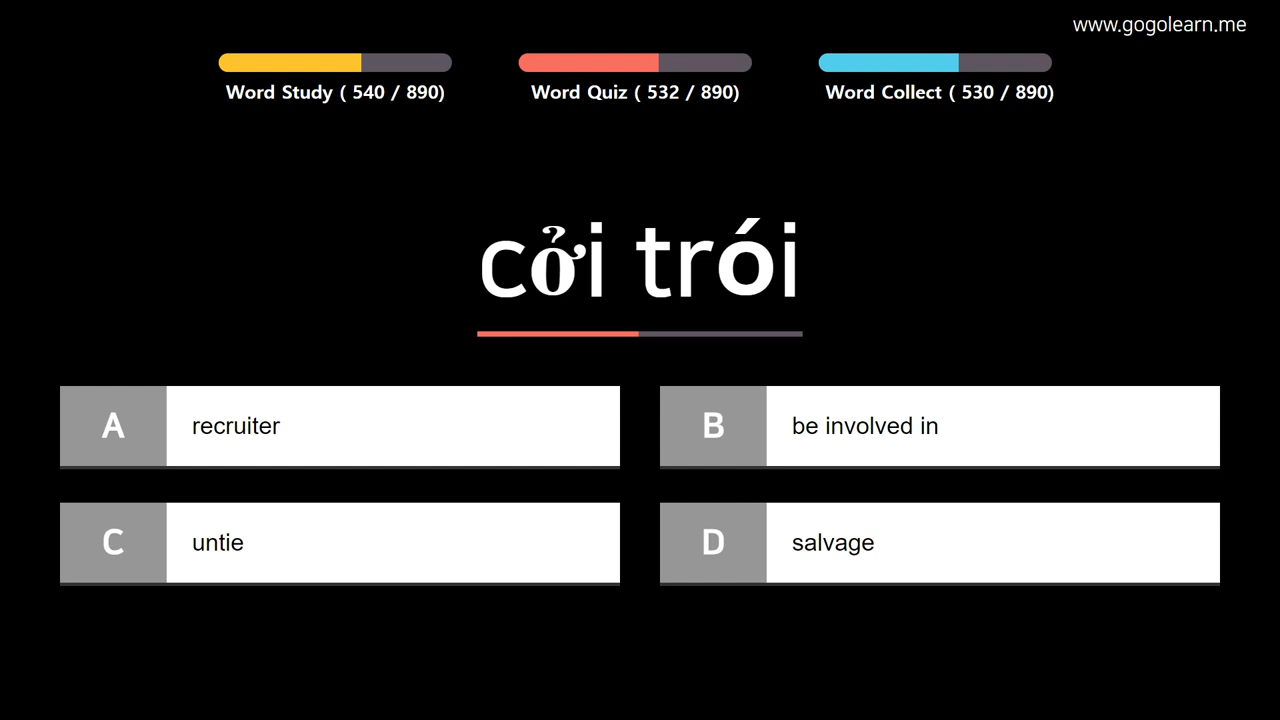 www.gogolearn.me
Word Study ( 540 / 890)
Word Quiz ( 532 / 890)
Word Collect ( 530 / 890)
cởi trói
A recruiter
B be involved in
C untie
D salvage